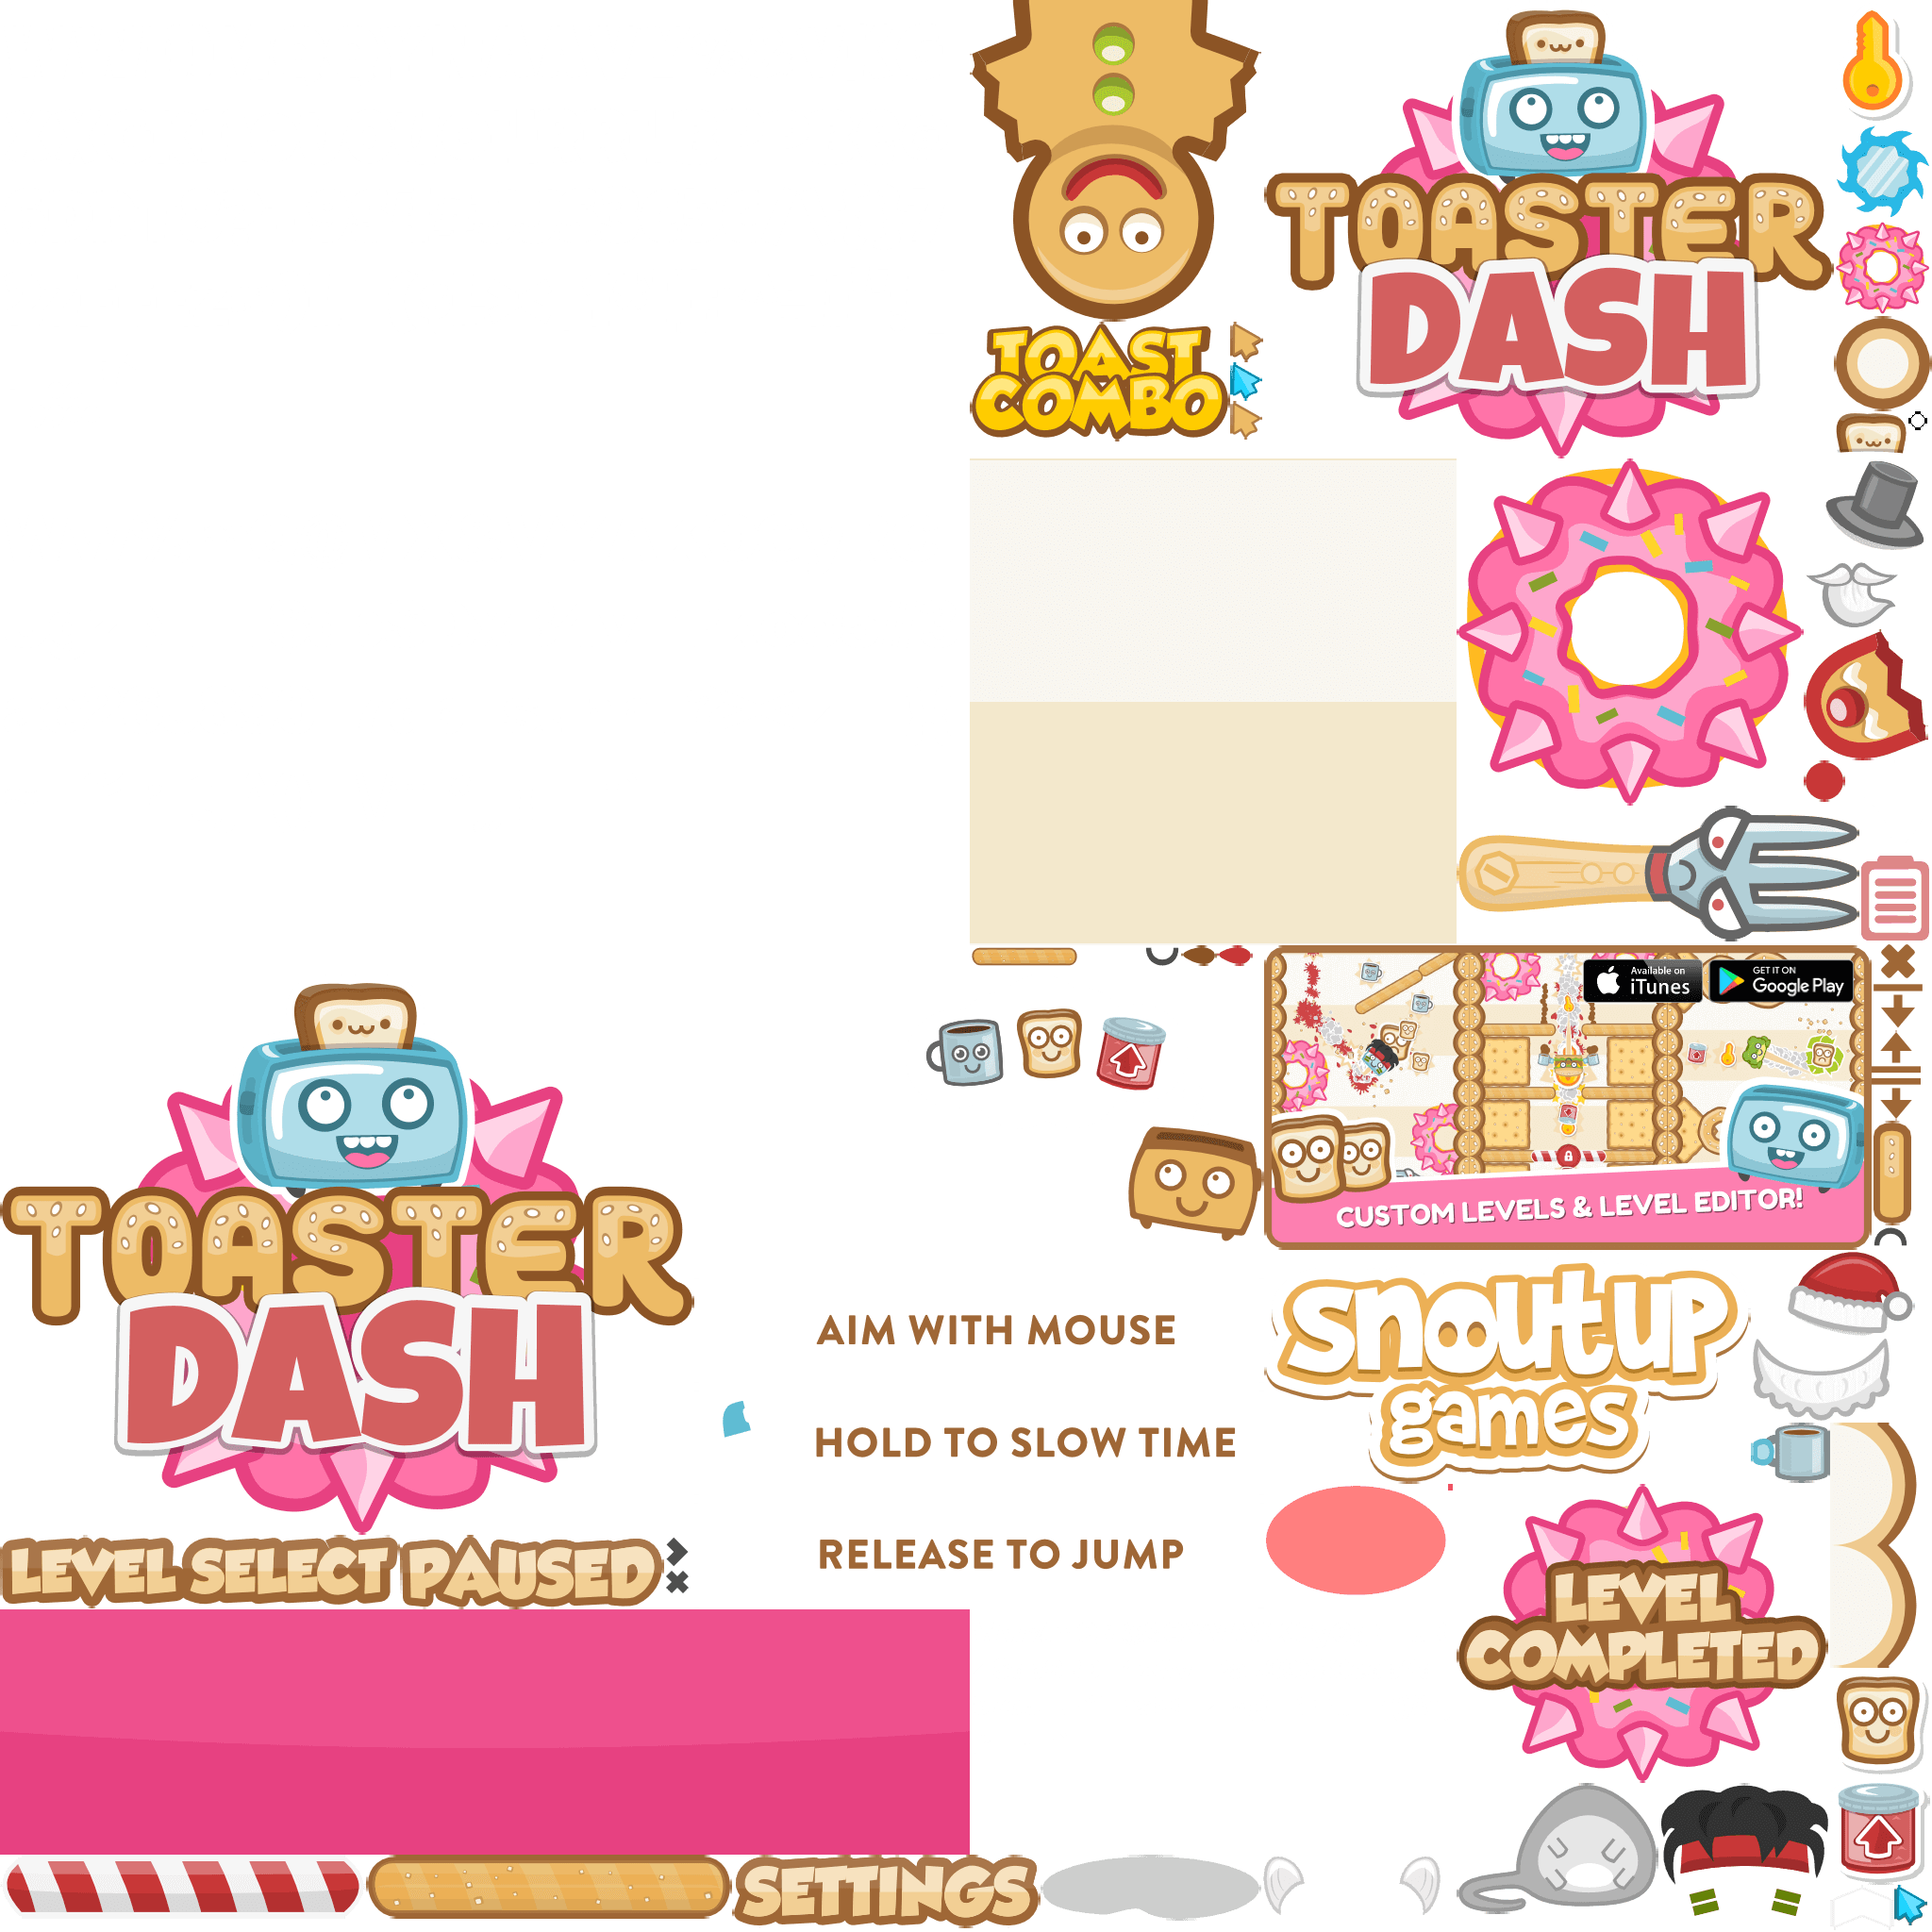 TOASTER
DASH
TOAST
COMBO
Available on
iTunes
GET IT ON
Google Play
CUSTOM LEVELS & LEVEL EDITOR!
TOASTER
DASH
AIM WITH MOUSE
HOLD TO SLOW TIME
RELEASE TO JUMP
snoutup
games
LEVEL SELECT
PAUSED
LEVEL
COMPLETED
SETTINGS